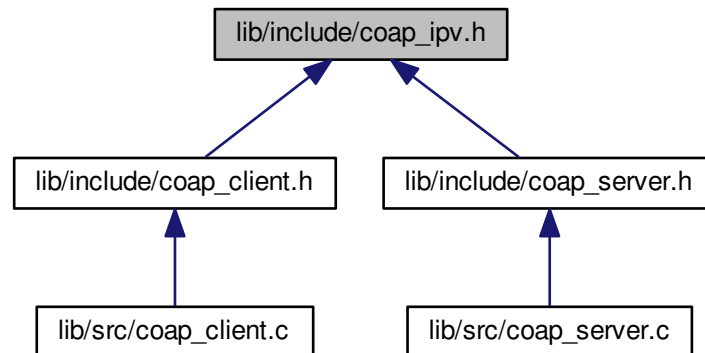 lib/include/coap_ipv.h
lib/include/coap_client.h
lib/include/coap_server.h
lib/src/coap_client.c
lib/src/coap_server.c